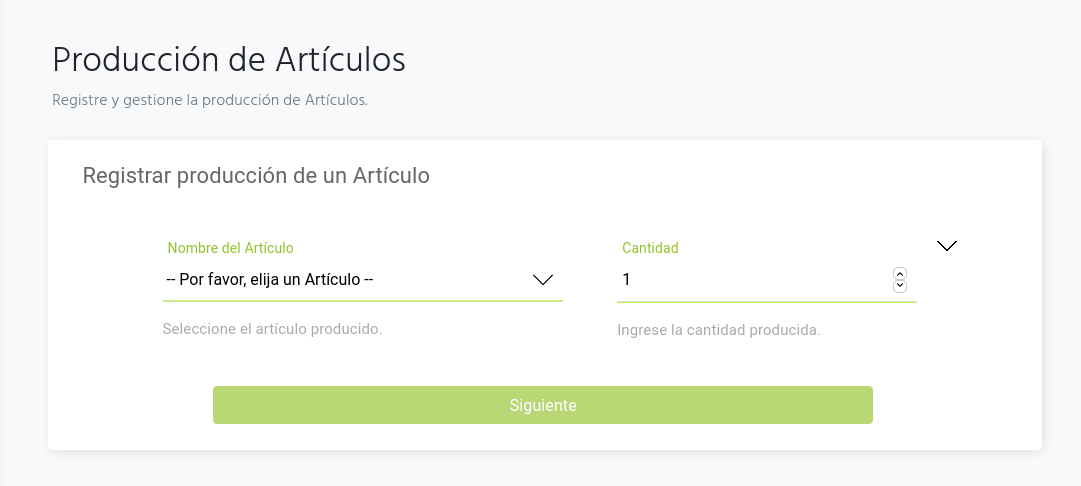 Producción de Artículos
Registre y gestione la producción de Artículos.
Registrar producción de un Artículo
Nombre del Artículo
-- Por favor, elija un Artículo --
Seleccione el artículo producido.
Cantidad
1
Ingrese la cantidad producida.
Siguiente